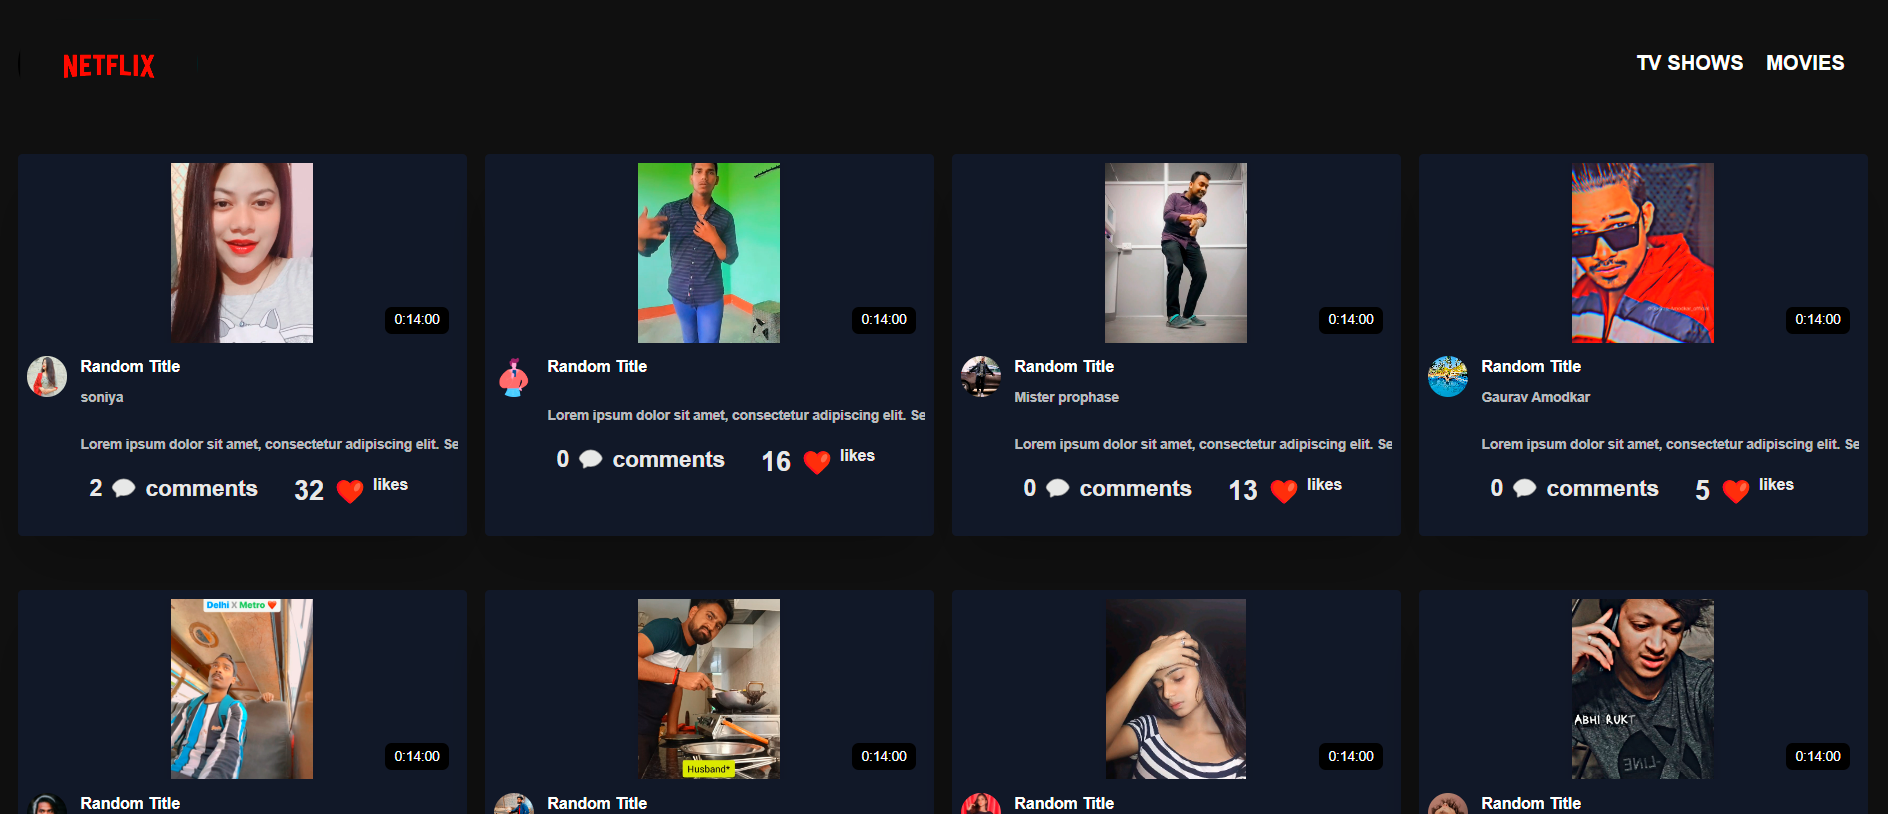 NETFLIX
TV SHOWS MOVIES
0:14:00 0:14:00 0:14:00 0:14:00
Random Title Random Title Random Title Random Title
soniya Mister prophase Gaurav Amodkar
Lorem ipsum dolor sit amet, consectetur adipiscing elit. Se
Lorem ipsum dolor sit amet, consectetur adipiscing elit. Se
Lorem ipsum dolor sit amet, consectetur adipiscing elit. Se
Lorem ipsum dolor sit amet, consectetur adipiscing elit. Se
2 comments 32 likes
0 comments 16 likes
0 comments 13 likes
0 comments 5 likes
Delhi X Metro
ABHI RUKT
Husband*
0:14:00 0:14:00 0:14:00 0:14:00
Random Title Random Title Random Title Random Title